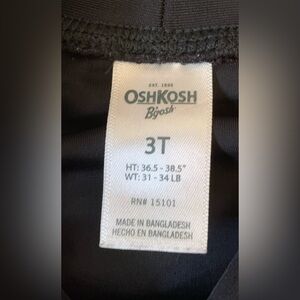 EST. 1895
OSHKOSH
B'gosh
3T
HT: 36.5 - 38.5"
WT: 31 - 34 LB
RN# 15101
MADE IN BANGLADESH
HECHO EN BANGLADESH